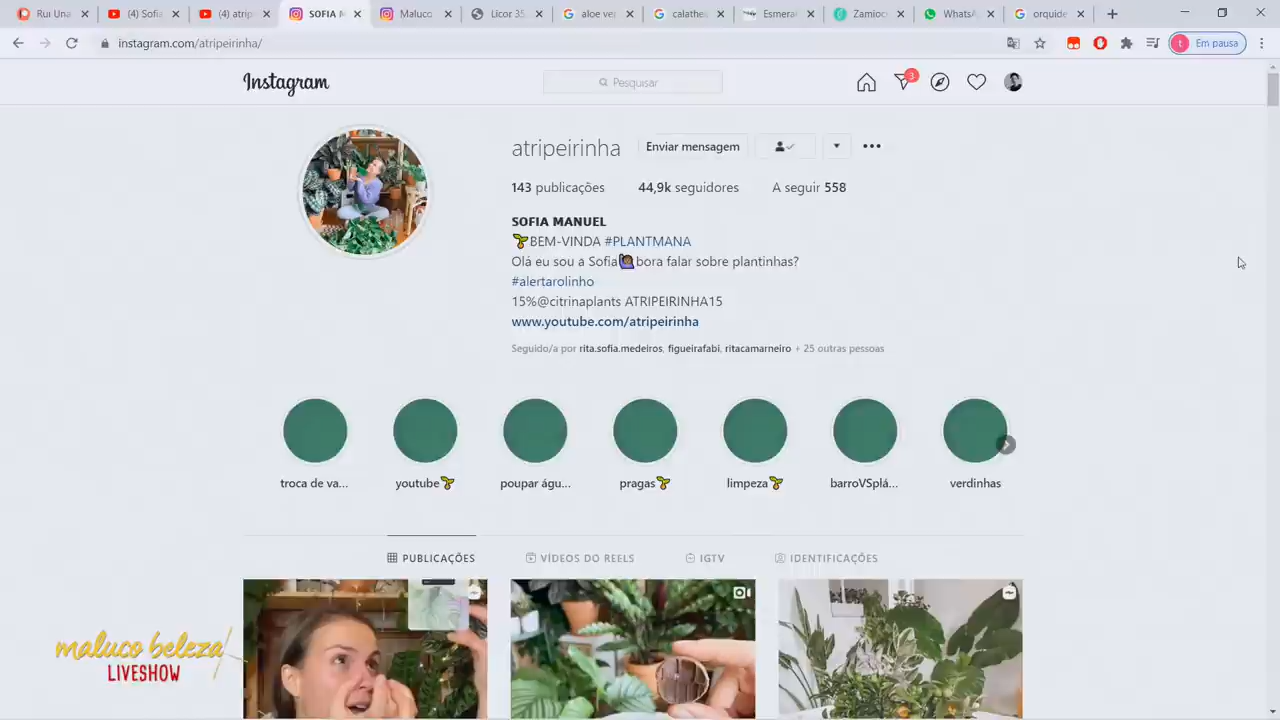 Rui Una
(4) Sofia
(4) atripe
SOFIA M
Maluco
Licor 35
aloe ver
calathea
Esmeral
Zamioc
WhatsA
orquide
instagram.com/atripeirinha/
Em pausa
Instagram
Pesquisar
3
atripeirinha
Enviar mensagem
143 publicações 44,9k seguidores A seguir 558
SOFIA MANUEL
BEM-VINDA #PLANTMANA
Olá eu sou a Sofia bora falar sobre plantinhas?
#alertarolinho
15%@citrinaplants ATRIPEIRINHA15
www.youtube.com/atripeirinha
Seguido/a por rita.sofia.medeiros, figueirafabi, ritacamarneiro + 25 outras pessoas
troca de va... youtube poupar águ... pragas limpeza barroVSplá... verdinhas
PUBLICAÇÕES VÍDEOS DO REELS IGTV IDENTIFICAÇÕES
maluco beleza
LIVESHOW